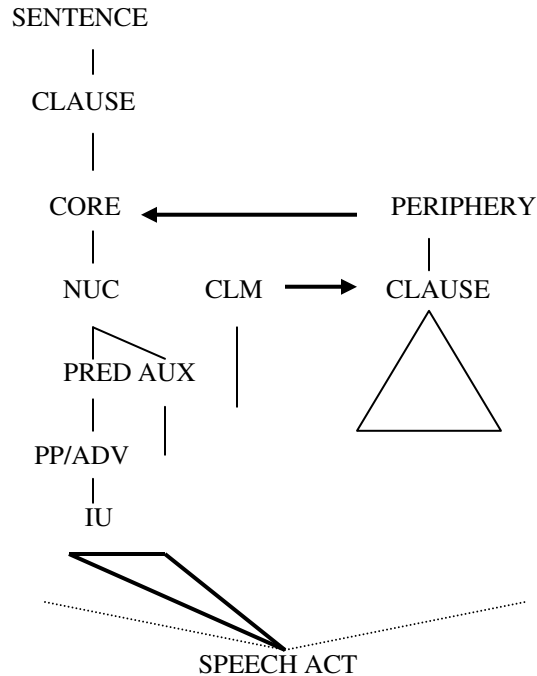 SENTENCE
CLAUSE
CORE PERIPHERY
NUC CLM CLAUSE
PRED AUX
PP/ADV
IU
SPEECH ACT